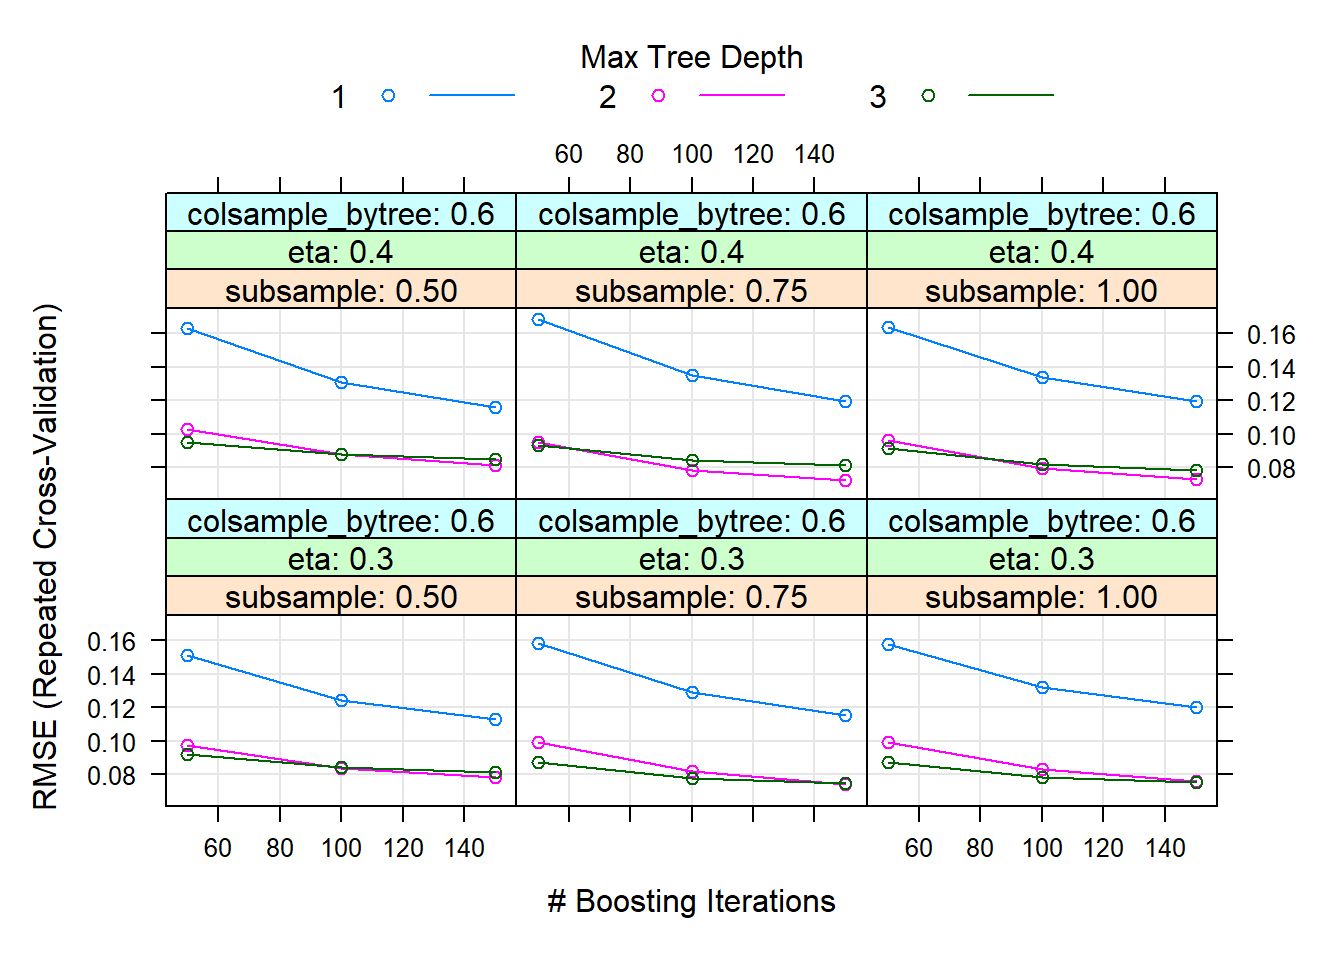 Max Tree Depth
1 2 3
60 80 100 120 140
colsample_bytree: 0.6 colsample_bytree: 0.6 colsample_bytree: 0.6
eta: 0.4 eta: 0.4 eta: 0.4
subsample: 0.50 subsample: 0.75 subsample: 1.00
0.16
0.14
0.12
0.10
0.08
colsample_bytree: 0.6 colsample_bytree: 0.6 colsample_bytree: 0.6
eta: 0.3 eta: 0.3 eta: 0.3
subsample: 0.50 subsample: 0.75 subsample: 1.00
0.16
0.14
0.12
0.10
0.08
60 80 100 120 140 60 80 100 120 140
# Boosting Iterations
RMSE (Repeated Cross-Validation)